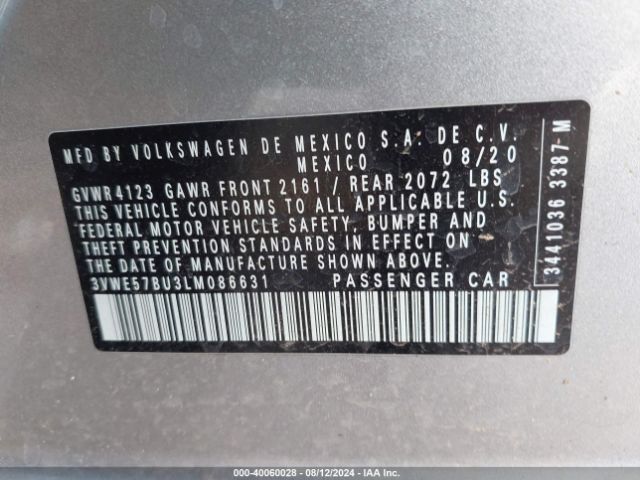 MFD BY VOLKSWAGEN DE MEXICO S.A. DE C.V.
MEXICO 08/20
GVWR4123 GAWR FRONT 2161 / REAR 2072 LBS
THIS VEHICLE CONFORMS TO ALL APPLICABLE U.S.
FEDERAL MOTOR VEHICLE SAFETY, BUMPER AND
THEFT PREVENTION STANDARDS IN EFFECT ON
THE DATE OF MANUFACTURE SHOWN ABOVE.
3VWE57BU3LM086631 PASSENGER CAR
3441036 3387 M
000-40060028 - 08/12/2024 - IAA Inc.